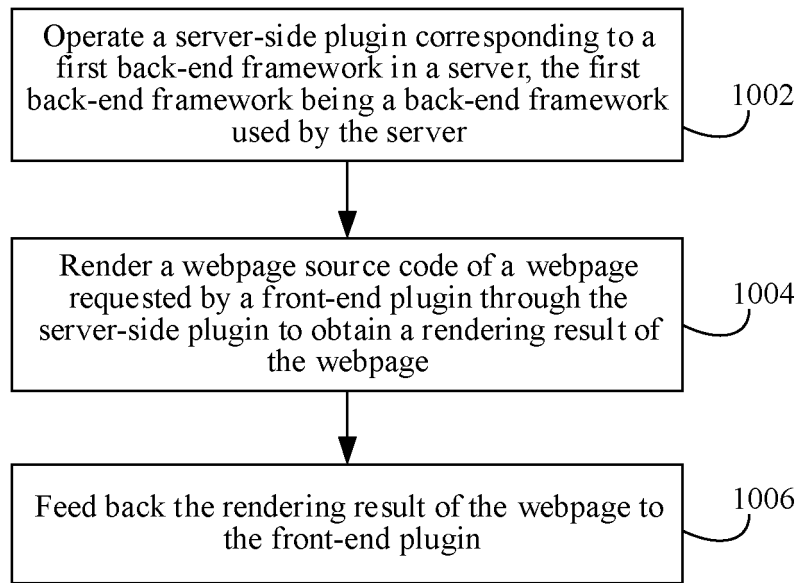 Operate a server-side plugin corresponding to a
first back-end framework in a server, the first
back-end framework being a back-end framework
used by the server
1002
Render a webpage source code of a webpage
requested by a front-end plugin through the
server-side plugin to obtain a rendering result of
the webpage
1004
Feed back the rendering result of the webpage to
the front-end plugin
1006